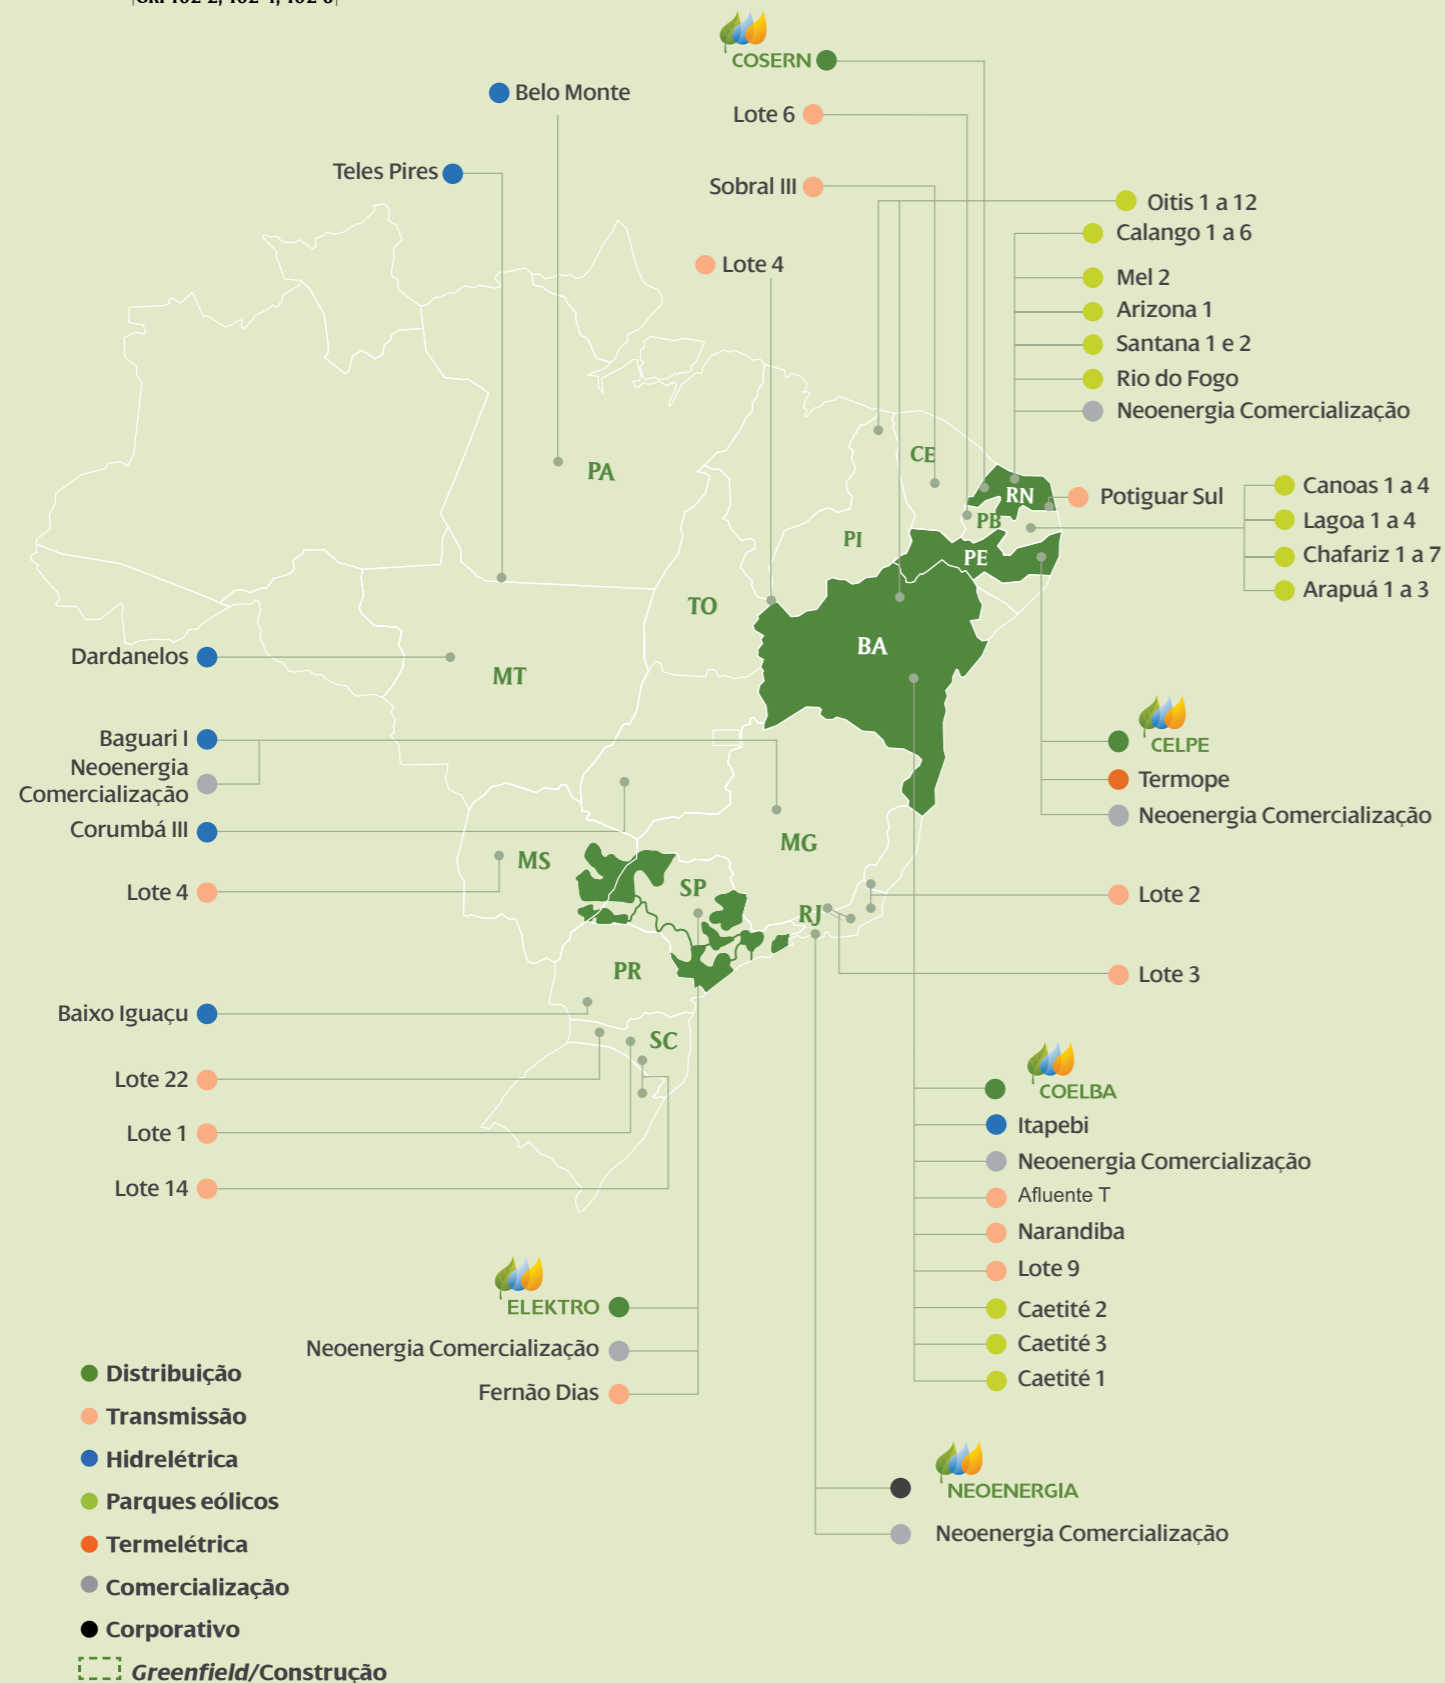 COSERN
Belo Monte
Lote 6
Teles Pires
Sobral III
Oitis 1 a 12
Calango 1 a 6
Lote 4
Mel 2
Arizona 1
Santana 1 e 2
Rio do Fogo
Neoenergia Comercialização
CE
PA
Canoas 1 a 4
RN
Potiguar Sul
PB
Lagoa 1 a 4
PI
PE
Chafariz 1 a 7
Arapuá 1 a 3
TO
BA
Dardanelos
MT
Baguari I
CELPE
Neoenergia
Comercialização
Termope
Neoenergia Comercialização
Corumbá III
MG
MS
Lote 4
SP
Lote 2
RJ
PR
Lote 3
Baixo Iguaçu
SC
Lote 22
COELBA
Itapebi
Lote 1
Neoenergia Comercialização
Lote 14
Afluente T
Narandiba
Lote 9
ELEKTRO
Caetité 2
Neoenergia Comercialização
Caetité 3
Fernão Dias
Caetité 1
Distribuição
Transmissão
Hidrelétrica
Parques eólicos
NEOENERGIA
Termelétrica
Neoenergia Comercialização
Comercialização
Corporativo
Greenfield/Construção